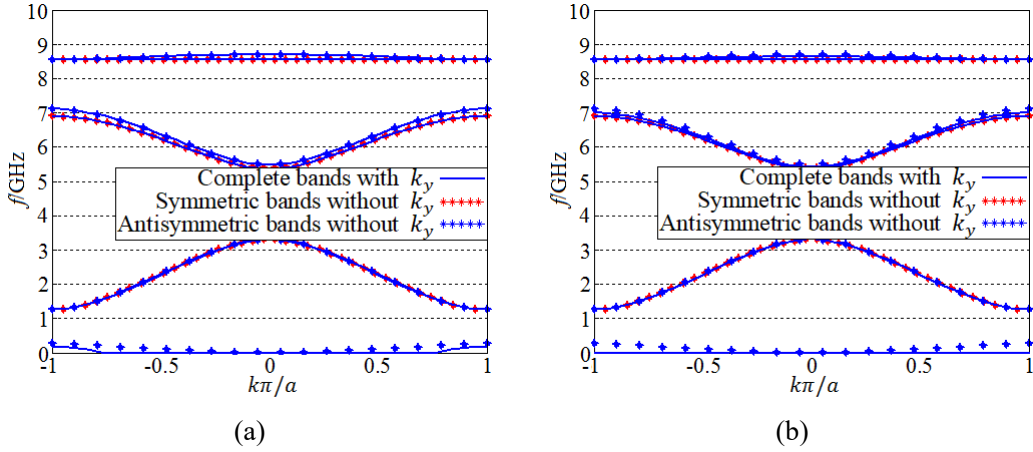 10
9
8
7
6
5
4
3
2
1
0
f/GHz
Complete bands with k_y
Symmetric bands without k_y
Antisymmetric bands without k_y
-1 -0.5 0 0.5 1
kπ/a
(a)
10
9
8
7
6
5
4
3
2
1
0
f/GHz
Complete bands with k_y
Symmetric bands without k_y
Antisymmetric bands without k_y
-1 -0.5 0 0.5 1
kπ/a
(b)